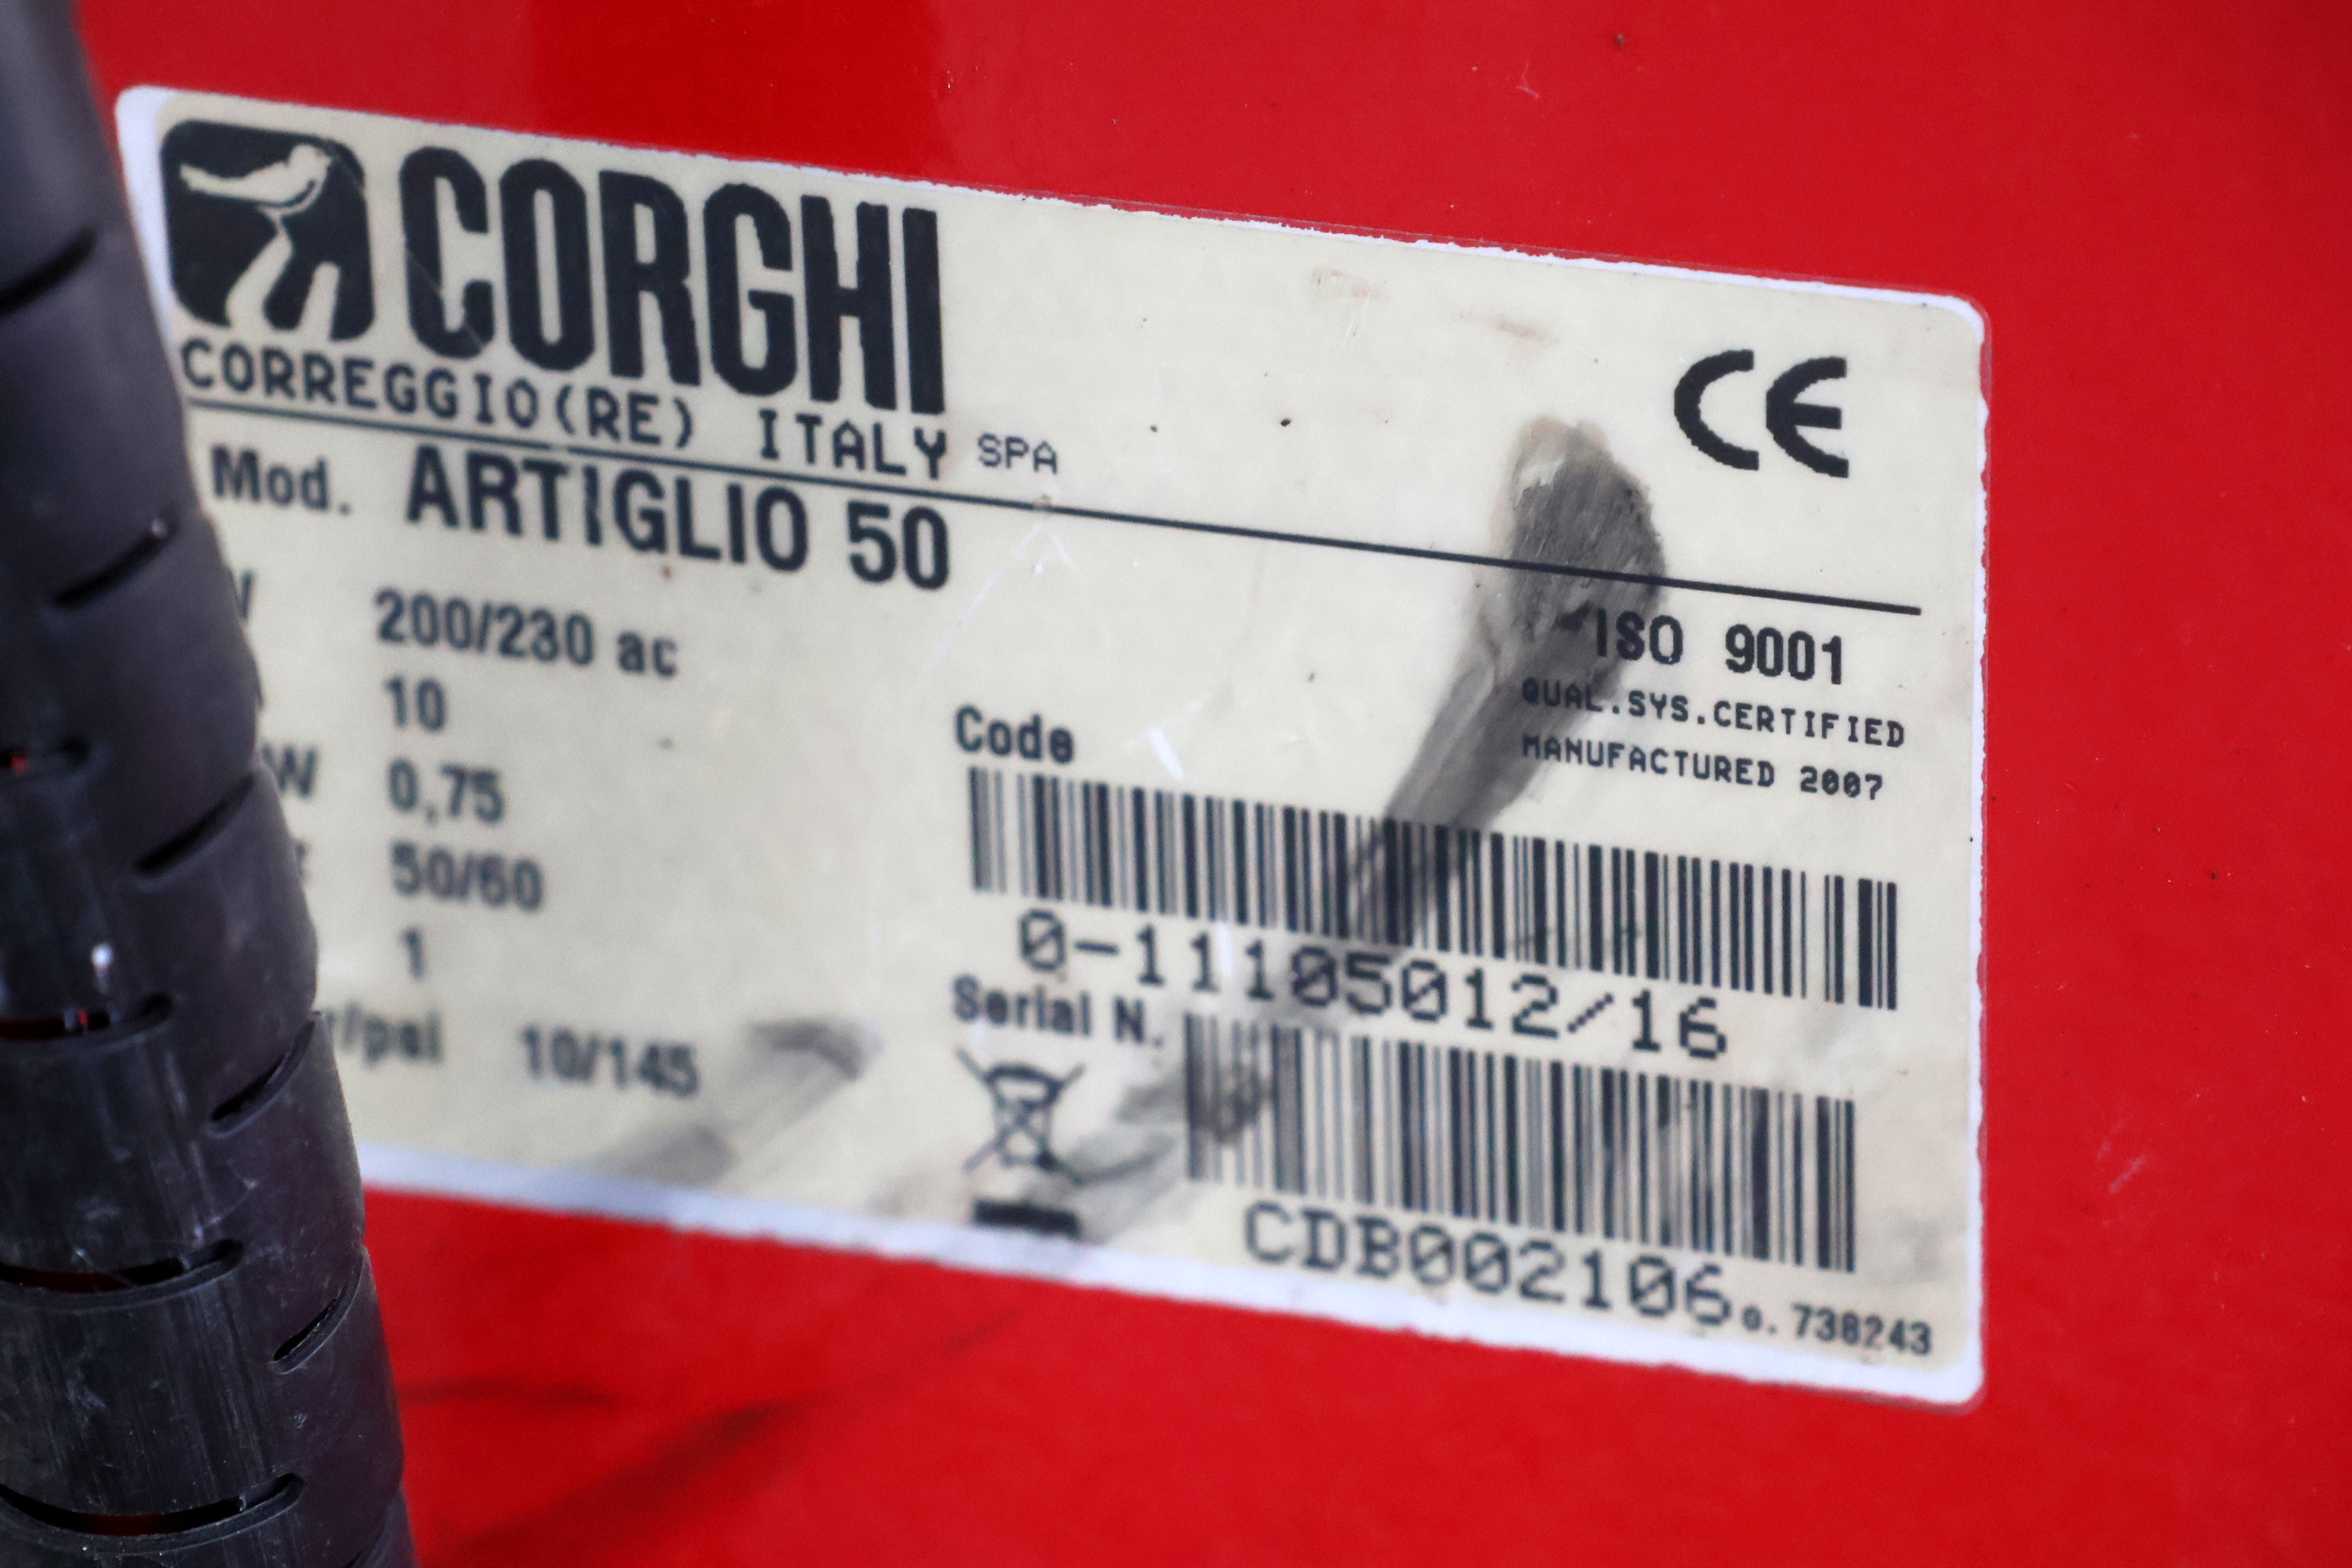 CORGHI
CORREGGIO(RE) ITALY SPA
CE
Mod. ARTIGLIO 50
200/230 ac
10
W 0,75
50/60
1
/psi 10/145
ISO 9001
QUAL.SYS.CERTIFIED
MANUFACTURED 2007
Code
0-11105012/16
Serial N.
CDB002106
o. 738243